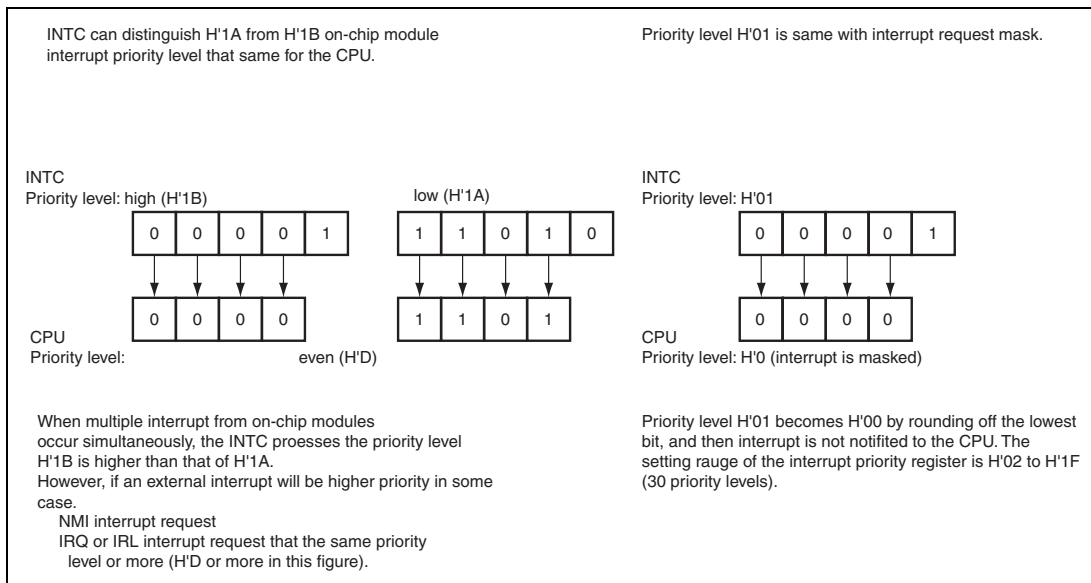 INTC can distinguish H'1A from H'1B on-chip module
interrupt priority level that same for the CPU.
Priority level H'01 is same with interrupt request mask.
INTC
Priority level: high (H'1B)
low (H'1A)
0 0 0 0 1
1 1 0 1 0
0 0 0 0
1 1 0 1
CPU
Priority level:
even (H'D)
When multiple interrupt from on-chip modules
occur simultaneously, the INTC proesses the priority level
H'1B is higher than that of H'1A.
However, if an external interrupt will be higher priority in some
case.
NMI interrupt request
IRQ or IRL interrupt request that the same priority
level or more (H'D or more in this figure).
INTC
Priority level: H'01
0 0 0 0 1
0 0 0 0
CPU
Priority level: H'0 (interrupt is masked)
Priority level H'01 becomes H'00 by rounding off the lowest
bit, and then interrupt is not notifited to the CPU. The
setting rauge of the interrupt priority register is H'02 to H'1F
(30 priority levels).